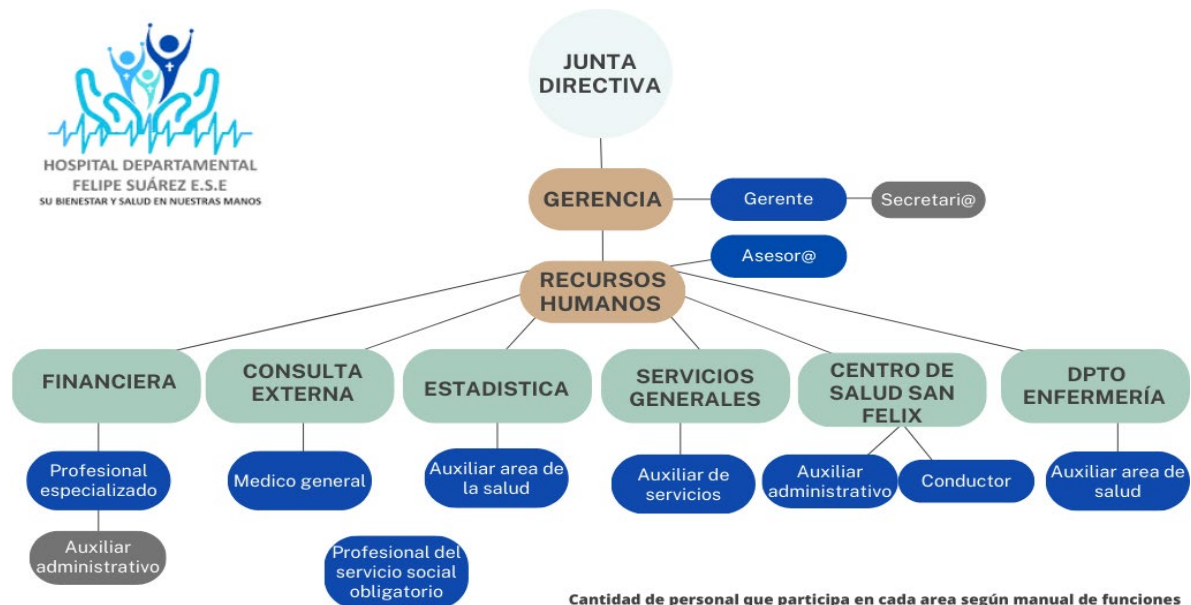 JUNTA
DIRECTIVA
HOSPITAL DEPARTAMENTAL
FELIPE SUÁREZ E.S.E
SU BIENESTAR Y SALUD EN NUESTRAS MANOS
GERENCIA
Gerente
Secretari@
Asesor@
RECURSOS
HUMANOS
FINANCIERA
CONSULTA
EXTERNA
ESTADISTICA
SERVICIOS
GENERALES
CENTRO DE
SALUD SAN
FELIX
DPTO
ENFERMERÍA
Profesional
especializado
Medico general
Auxiliar area de
la salud
Auxiliar de
servicios
Auxiliar
administrativo
Conductor
Auxiliar area de
salud
Auxiliar
administrativo
Profesional del
servicio social
obligatorio
Cantidad de personal que participa en cada area según manual de funciones